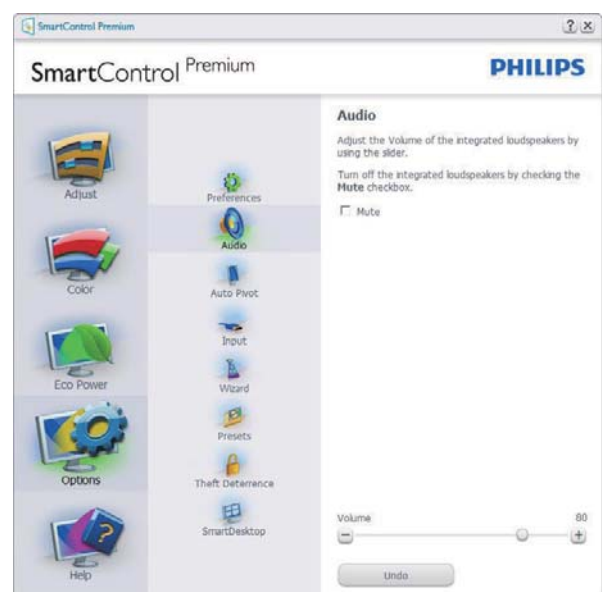 SmartControl Premium
SmartControl Premium
PHILIPS
Adjust
Color
Eco Power
Options
Help
Preferences
Audio
Auto Pivot
Input
Wizard
Presets
Theft Deterrence
SmartDesktop
Audio
Adjust the Volume of the integrated loudspeakers by
using the slider.
Turn off the integrated loudspeakers by checking the
Mute checkbox.
Mute
Volume 80
Undo